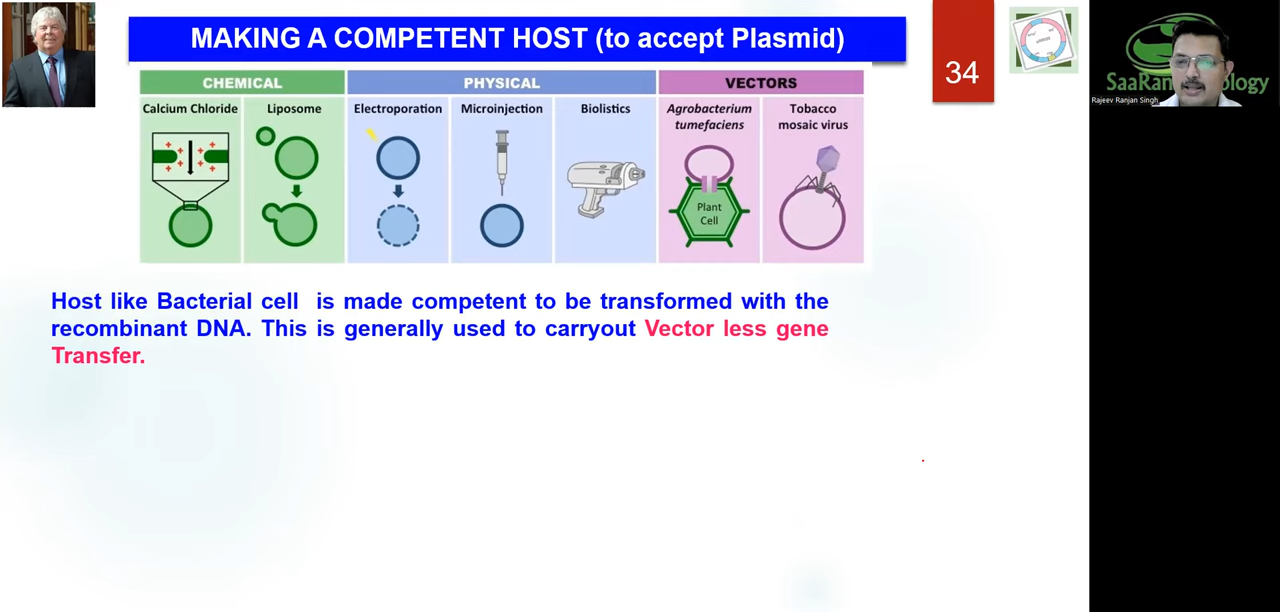 MAKING A COMPETENT HOST (to accept Plasmid)
34
CHEMICAL
PHYSICAL
VECTORS
Calcium Chloride
Liposome
Electroporation
Microinjection
Biolistics
Agrobacterium
tumefaciens
Tobacco
mosaic virus
Plant
Cell
Host like Bacterial cell is made competent to be transformed with the
recombinant DNA. This is generally used to carryout Vector less gene
Transfer.
Rajeev Ranjan Singh